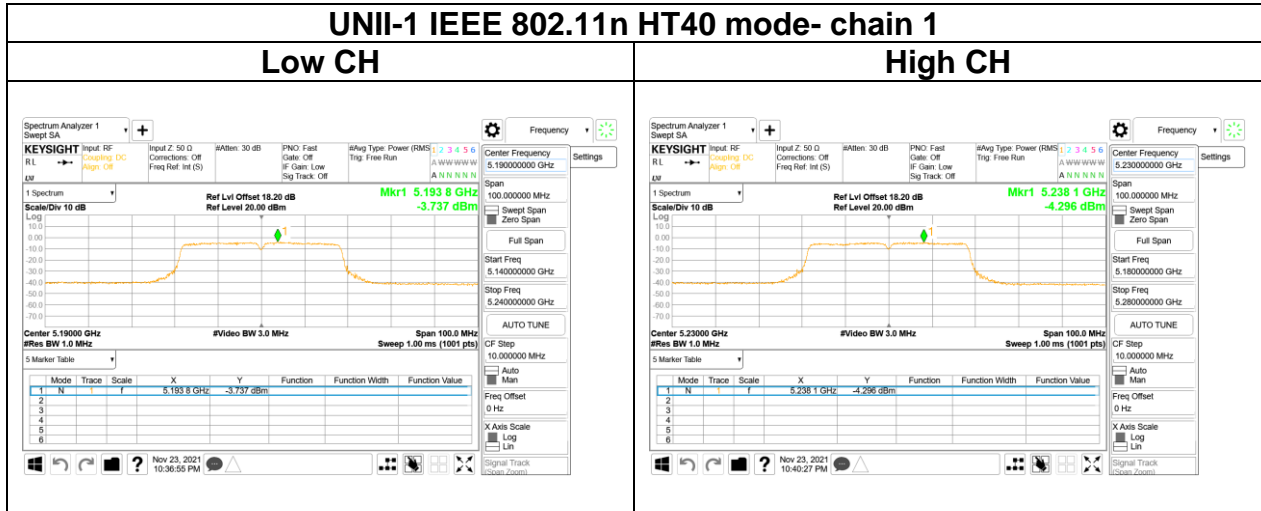 UNII-1 IEEE 802.11n HT40 mode- chain 1
Low CH
High CH
Spectrum Analyzer 1
Swept SA
Frequency
KEYSIGHT
R L
Input: RF
Coupling: DC
Align: Off
Input Z: 50 Ω
Corrections: Off
Freq Ref: Int (S)
#Atten: 30 dB
PNO: Fast
Gate: Off
IF Gain: Low
Sig Track: Off
#Avg Type: Power (RMS
Trig: Free Run
1 2 3 4 5 6
A W W W W W
A N N N N N
Center Frequency
5.190000000 GHz
Settings
Span
100.000000 MHz
Swept Span
Zero Span
Full Span
Start Freq
5.140000000 GHz
Stop Freq
5.240000000 GHz
AUTO TUNE
CF Step
10.000000 MHz
Auto
Man
Freq Offset
0 Hz
X Axis Scale
Log
Lin
Signal Track
(Span Zoom)
1 Spectrum
Scale/Div 10 dB
Ref Lvl Offset 18.20 dB
Ref Level 20.00 dBm
Mkr1 5.193 8 GHz
-3.737 dBm
Log
10.0
0.00
-10.0
-20.0
-30.0
-40.0
-50.0
-60.0
-70.0
1
Center 5.19000 GHz
#Video BW 3.0 MHz
Span 100.0 MHz
#Res BW 1.0 MHz
Sweep 1.00 ms (1001 pts)
5 Marker Table
Mode Trace Scale X Y Function Function Width Function Value
1 N 1 f 5.193 8 GHz -3.737 dBm
2
3
4
5
6
?
Nov 23, 2021
10:36:55 PM
Spectrum Analyzer 1
Swept SA
Frequency
KEYSIGHT
R L
Input: RF
Coupling: DC
Align: Off
Input Z: 50 Ω
Corrections: Off
Freq Ref: Int (S)
#Atten: 30 dB
PNO: Fast
Gate: Off
IF Gain: Low
Sig Track: Off
#Avg Type: Power (RMS
Trig: Free Run
1 2 3 4 5 6
A W W W W W
A N N N N N
Center Frequency
5.230000000 GHz
Settings
Span
100.000000 MHz
Swept Span
Zero Span
Full Span
Start Freq
5.180000000 GHz
Stop Freq
5.280000000 GHz
AUTO TUNE
CF Step
10.000000 MHz
Auto
Man
Freq Offset
0 Hz
X Axis Scale
Log
Lin
Signal Track
(Span Zoom)
1 Spectrum
Scale/Div 10 dB
Ref Lvl Offset 18.20 dB
Ref Level 20.00 dBm
Mkr1 5.238 1 GHz
-4.296 dBm
Log
10.0
0.00
-10.0
-20.0
-30.0
-40.0
-50.0
-60.0
-70.0
1
Center 5.23000 GHz
#Video BW 3.0 MHz
Span 100.0 MHz
#Res BW 1.0 MHz
Sweep 1.00 ms (1001 pts)
5 Marker Table
Mode Trace Scale X Y Function Function Width Function Value
1 N 1 f 5.238 1 GHz -4.296 dBm
2
3
4
5
6
?
Nov 23, 2021
10:40:27 PM